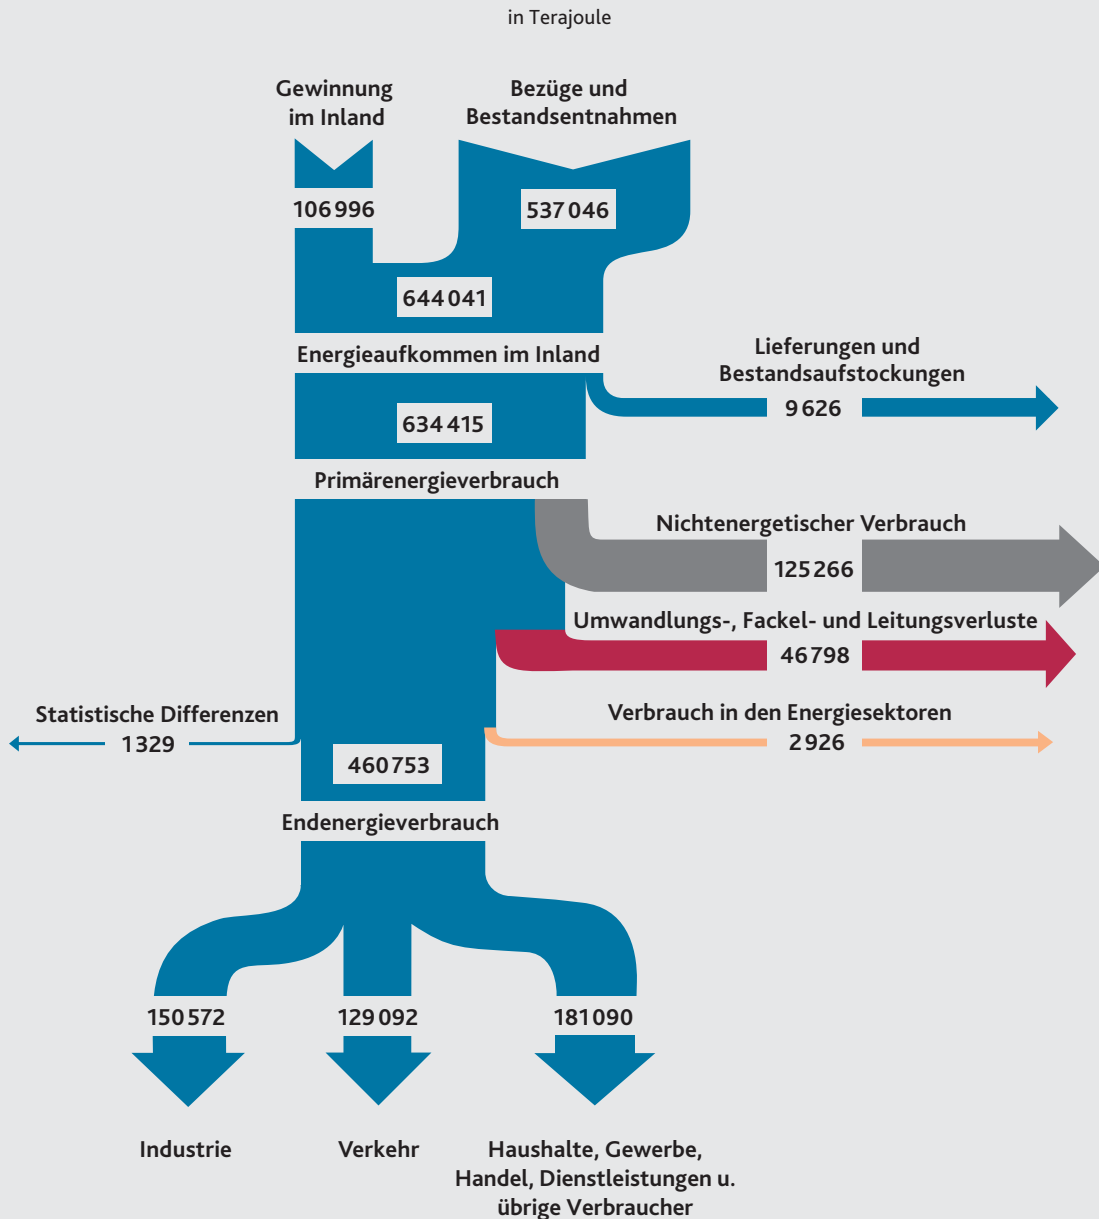 in Terajoule
Gewinnung
im Inland
Bezüge und
Bestandsentnahmen
106 996
537 046
644 041
Energieaufkommen im Inland
Lieferungen und
Bestandsaufstockungen
9 626
634 415
Primärenergieverbrauch
Nichtenergetischer Verbrauch
125 266
Umwandlungs-, Fackel- und Leitungsverluste
46 798
Statistische Differenzen
1 329
Verbrauch in den Energiesektoren
2 926
460 753
Endenergieverbrauch
150 572
129 092
181 090
Industrie
Verkehr
Haushalte, Gewerbe,
Handel, Dienstleistungen u.
übrige Verbraucher